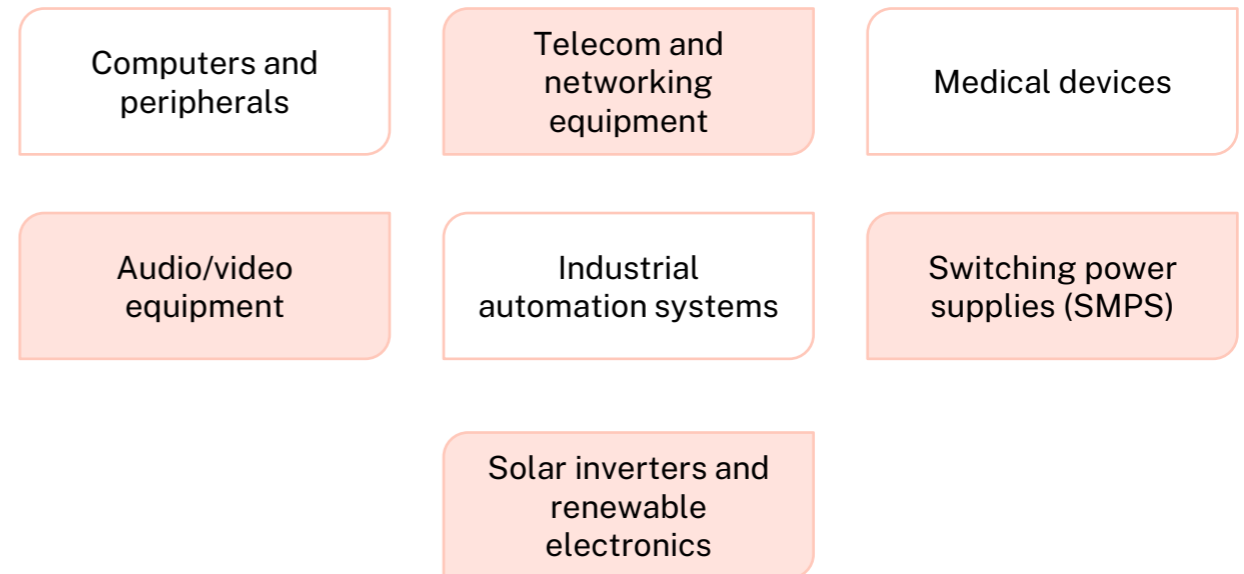 Computers and
peripherals
Telecom and
networking
equipment
Medical devices
Audio/video
equipment
Industrial
automation systems
Switching power
supplies (SMPS)
Solar inverters and
renewable
electronics